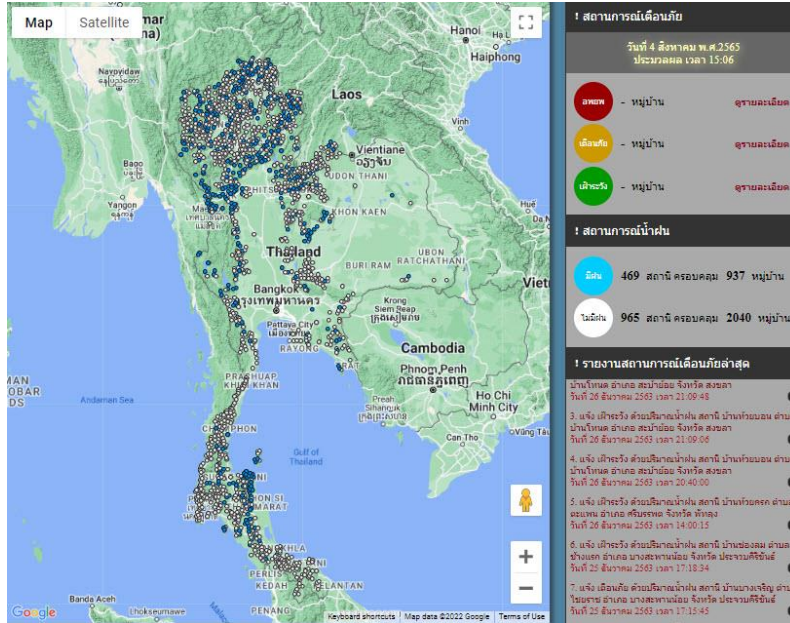 Map
Satellite
Hanoi
Haiphong
Naypyidaw
နေပြည်တော်
Laos
Vinh
Vientiane
ວຽງຈັນ
UDON THANI
Bago
Yangon
ရန်ကုန်
KHON KAEN
Huế
Thailand
UBON
RATCHATHANI
BURI RAM
Bangkok
กรุงเทพมหานคร
Krong
Siem Reap
Pattaya City
RAYONG
Cambodia
Phnom Penh
រាជធានីភ្នំពេញ
PRACHUAP
KHIRI KHAN
Andaman Sea
Preah
Sihanouk
Ho Chi
Minh City
Can Tho
Gulf of
Thailand
PERLIS
KEDAH
KELANTAN
PENANG
Banda Aceh
Lhokseumawe
Google
Keyboard shortcuts
Map data ©2022 Google
Terms of Use
! สถานการณ์เตือนภัย
วันที่ 4 สิงหาคม พ.ศ.2565
ประมวลผล เวลา 15:06
อพยพ - หมู่บ้าน ดูรายละเอียด
เตือนภัย - หมู่บ้าน ดูรายละเอียด
เฝ้าระวัง - หมู่บ้าน ดูรายละเอียด
! สถานการณ์น้ำฝน
มีฝน 469 สถานี ครอบคลุม 937 หมู่บ้าน
ไม่มีฝน 965 สถานี ครอบคลุม 2040 หมู่บ้าน
! รายงานสถานการณ์เตือนภัยล่าสุด
บ้านโหนด อำเภอ สะบ้าย้อย จังหวัด สงขลา
วันที่ 26 ธันวาคม 2563 เวลา 21:09:48
3. แจ้ง เฝ้าระวัง ด้วยปริมาณน้ำฝน สถานี บ้านห้วยบอน
บ้านโหนด อำเภอ สะบ้าย้อย จังหวัด สงขลา
วันที่ 26 ธันวาคม 2563 เวลา 21:09:06
4. แจ้ง เฝ้าระวัง ด้วยปริมาณน้ำฝน สถานี บ้านห้วยบอน
บ้านโหนด อำเภอ สะบ้าย้อย จังหวัด สงขลา
วันที่ 26 ธันวาคม 2563 เวลา 20:40:00
5. แจ้ง เฝ้าระวัง ด้วยปริมาณน้ำฝน สถานี บ้านห้วยครก
ตะแพน อำเภอ ศรีบรรพต จังหวัด พัทลุง
วันที่ 26 ธันวาคม 2563 เวลา 14:00:15
6. แจ้ง เฝ้าระวัง ด้วยปริมาณน้ำฝน สถานี บ้านช่องลม
ช้างแรก อำเภอ บางสะพานน้อย จังหวัด ประจวบคีรีขันธ์
วันที่ 25 ธันวาคม 2563 เวลา 17:18:34
7. แจ้ง เตือนภัย ด้วยปริมาณน้ำฝน สถานี บ้านบางเจริญ
ไชยราช อำเภอ บางสะพานน้อย จังหวัด ประจวบคีรีขันธ์
วันที่ 25 ธันวาคม 2563 เวลา 17:15:45